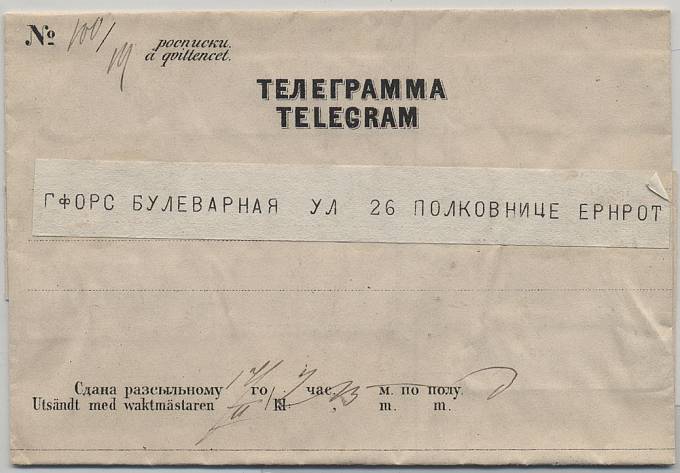 № 100/
росписки.
a qvittencet.
ТЕЛЕГРАММА
TELEGRAM
ГФОРС БУЛЕВАРНАЯ УЛ 26 ПОЛКОВНИЦЕ ЕРНРОТ
Сдана разсыльному го час. м. по полу.
Utsändt med waktmästaren kl , m. m.